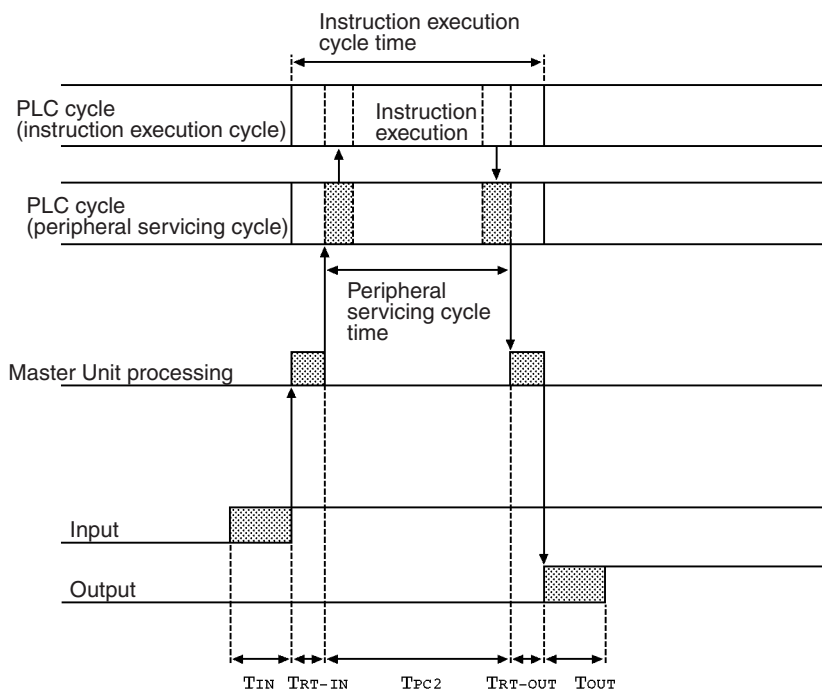 Instruction execution
cycle time
PLC cycle
(instruction execution cycle)
Instruction
execution
PLC cycle
(peripheral servicing cycle)
Peripheral
servicing cycle
time
Master Unit processing
Input
Output
TIN TRT-IN TPC2 TRT-OUT TOUT